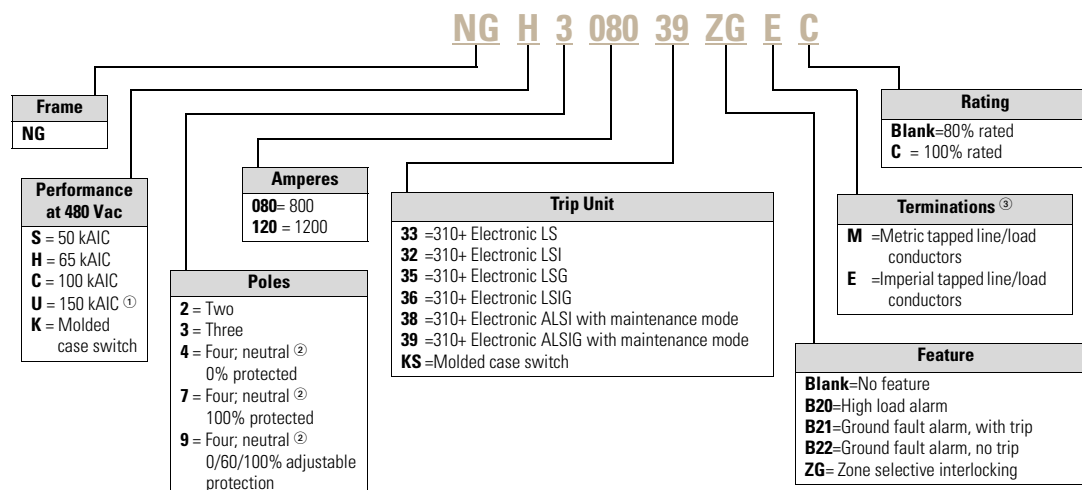 NG H 3 080 39 ZG E C
Frame
NG
Performance
at 480 Vac
S = 50 kAIC
H = 65 kAIC
C = 100 kAIC
U = 150 kAIC ①
K = Molded
case switch
Poles
2 = Two
3 = Three
4 = Four; neutral ②
0% protected
7 = Four; neutral ②
100% protected
9 = Four; neutral ②
0/60/100% adjustable
protection
Amperes
080= 800
120 = 1200
Trip Unit
33 =310+ Electronic LS
32 =310+ Electronic LSI
35 =310+ Electronic LSG
36 =310+ Electronic LSIG
38 =310+ Electronic ALSI with maintenance mode
39 =310+ Electronic ALSIG with maintenance mode
KS =Molded case switch
Feature
Blank=No feature
B20=High load alarm
B21=Ground fault alarm, with trip
B22=Ground fault alarm, no trip
ZG= Zone selective interlocking
Terminations ③
M =Metric tapped line/load
conductors
E =Imperial tapped line/load
conductors
Rating
Blank=80% rated
C = 100% rated